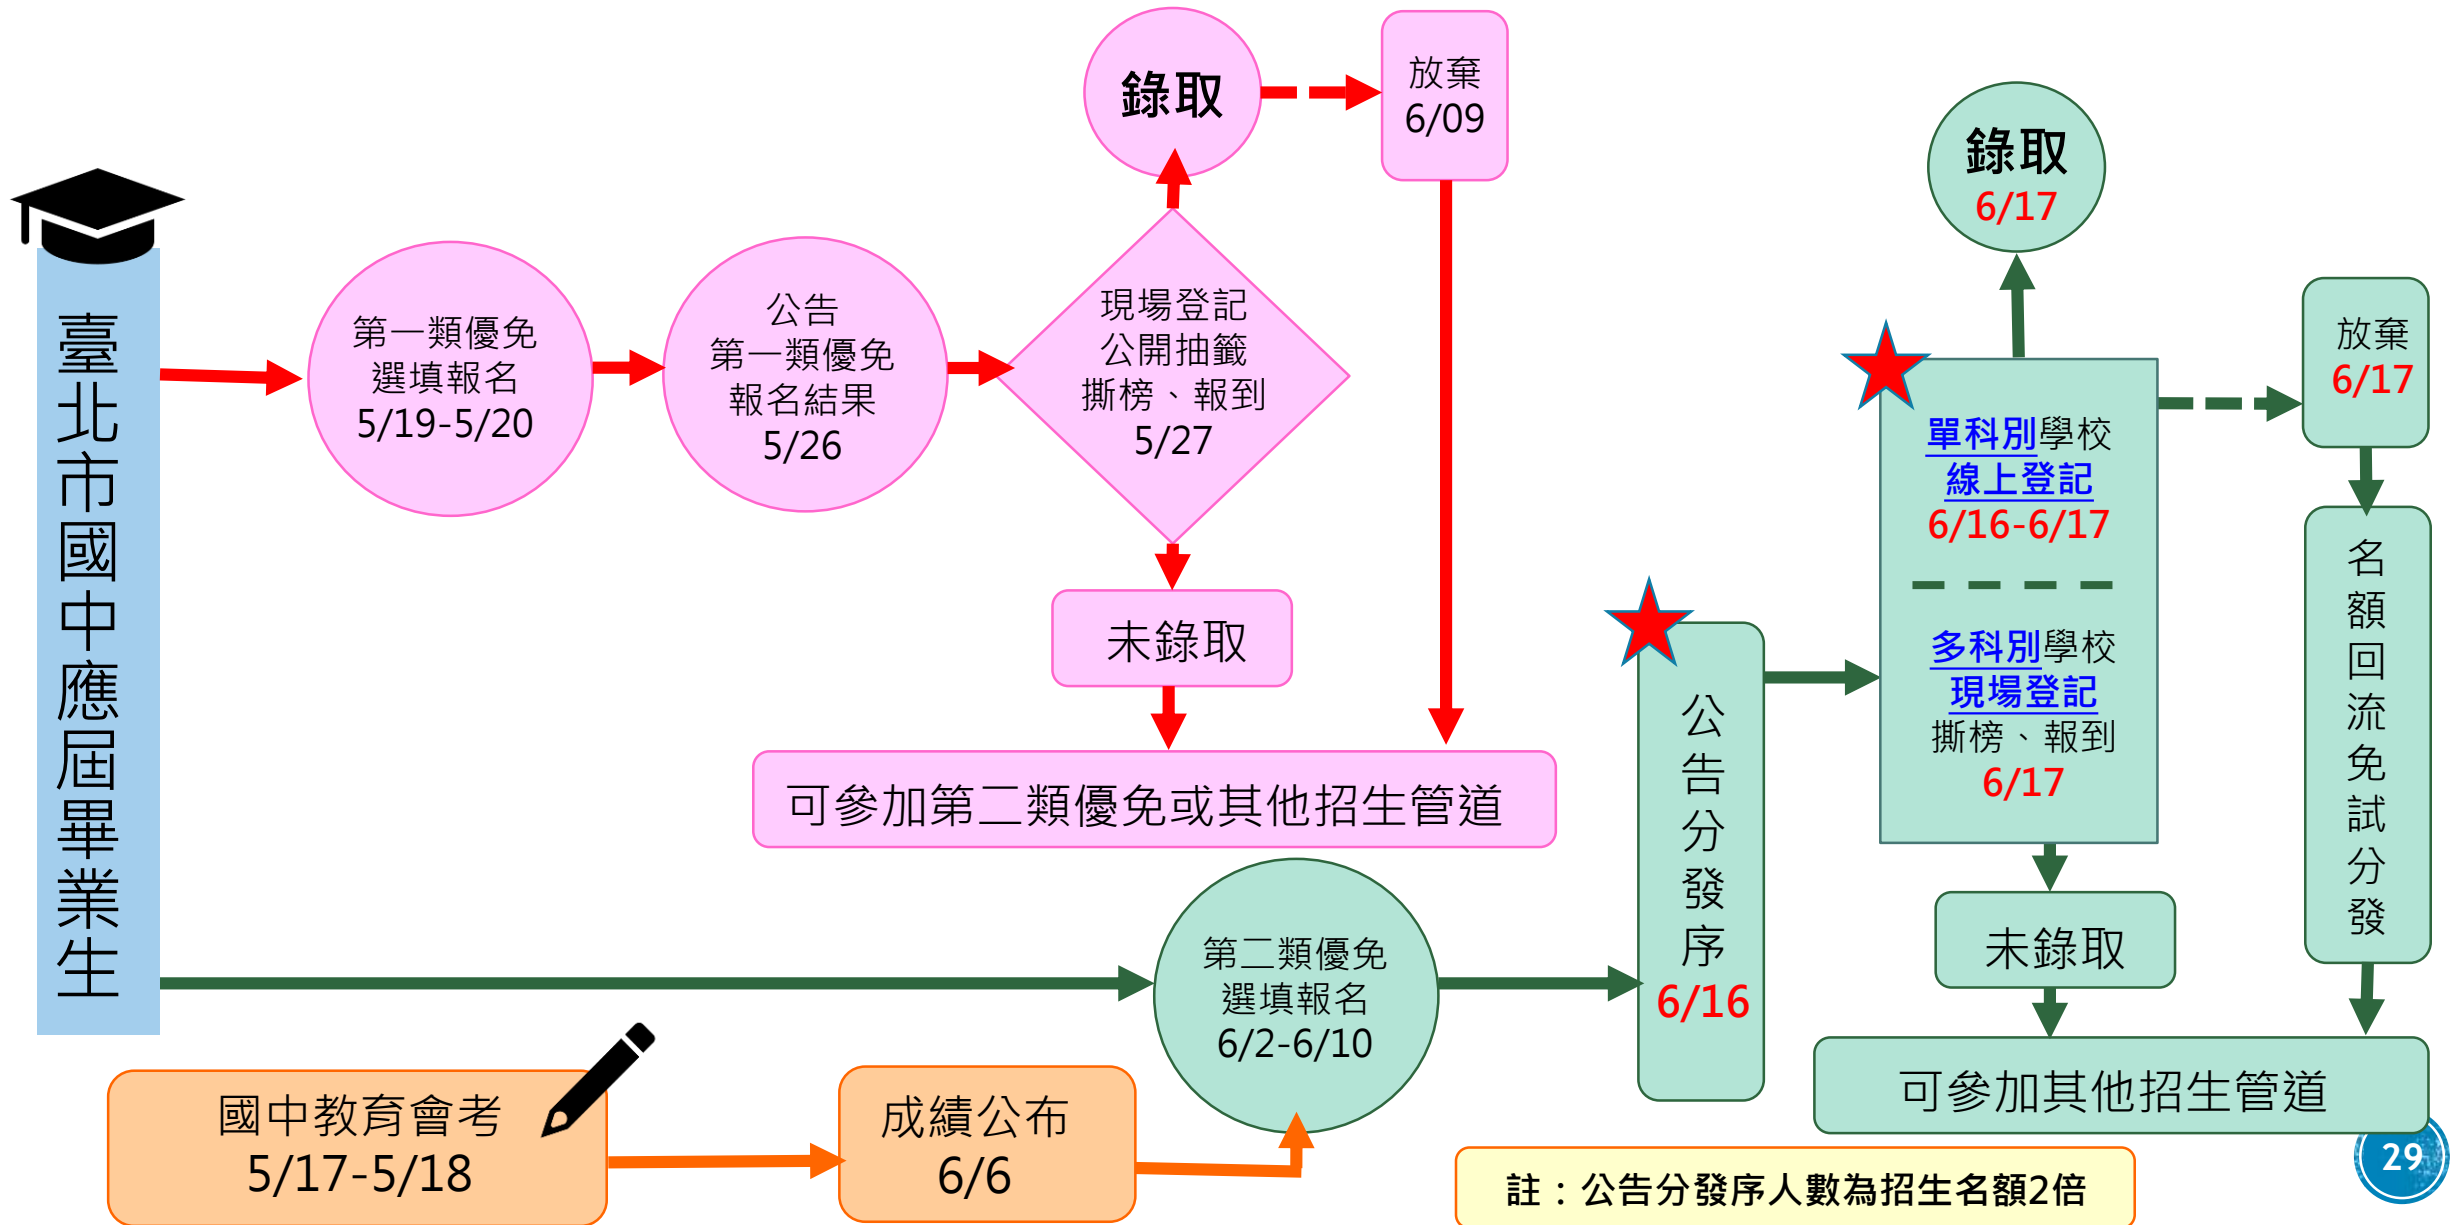 臺北市國中應屆畢業生
第一類優免
選填報名
5/19-5/20
公告
第一類優免
報名結果
5/26
現場登記
公開抽籤
撕榜、報到
5/27
錄取
放棄
6/09
未錄取
可參加第二類優免或其他招生管道
國中教育會考
5/17-5/18
成績公布
6/6
第二類優免
選填報名
6/2-6/10
公告分發序
6/16
單科別學校
線上登記
6/16-6/17
多科別學校
現場登記
撕榜、報到
6/17
錄取
6/17
放棄
6/17
名額回流免試分發
未錄取
可參加其他招生管道
註：公告分發序人數為招生名額2倍
29